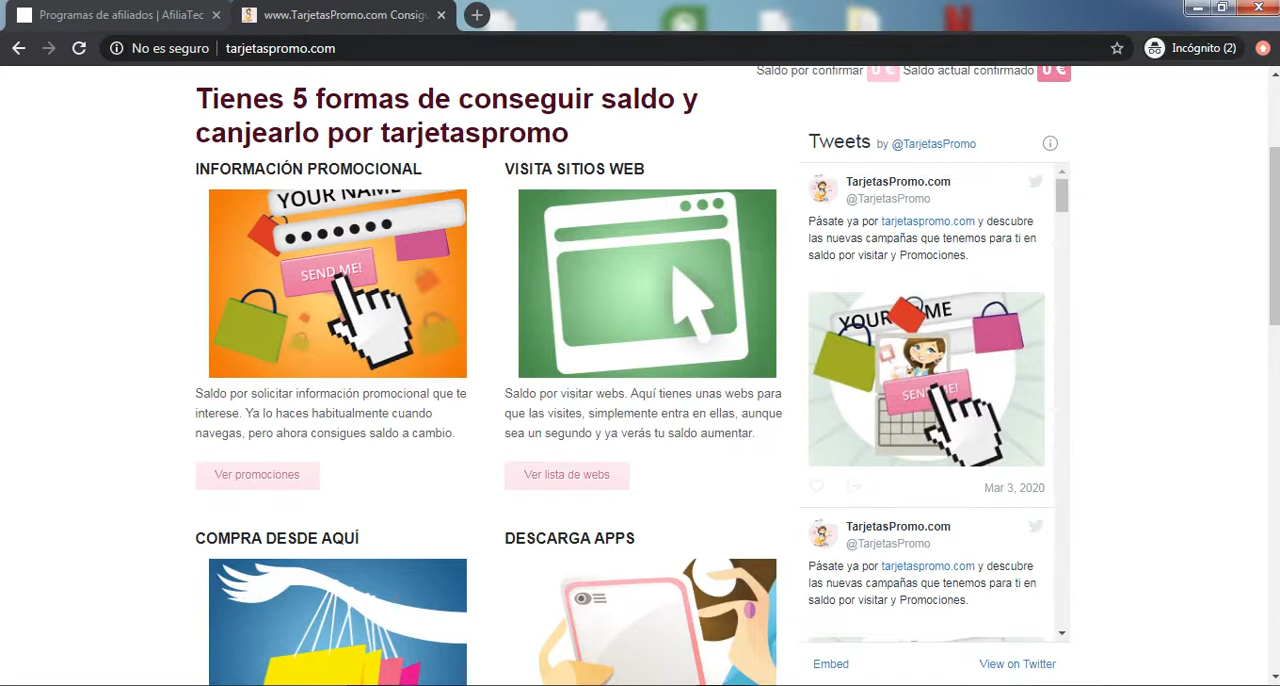 Programas de afiliados | AfiliaTec
www.TarjetasPromo.com Consigu
No es seguro
tarjetaspromo.com
Incógnito (2)
Saldo por confirmar 0 € Saldo actual confirmado 0 €
Tienes 5 formas de conseguir saldo y
canjearlo por tarjetaspromo
INFORMACIÓN PROMOCIONAL
YOUR NAME
SEND ME!
Saldo por solicitar información promocional que te
interese. Ya lo haces habitualmente cuando
navegas, pero ahora consigues saldo a cambio.
Ver promociones
VISITA SITIOS WEB
Saldo por visitar webs. Aquí tienes unas webs para
que las visites, simplemente entra en ellas, aunque
sea un segundo y ya verás tu saldo aumentar.
Ver lista de webs
COMPRA DESDE AQUÍ
DESCARGA APPS
Tweets by @TarjetasPromo
TarjetasPromo.com
@TarjetasPromo
Pásate ya por tarjetaspromo.com y descubre
las nuevas campañas que tenemos para ti en
saldo por visitar y Promociones.
YOUR NAME
SEND ME!
Mar 3, 2020
TarjetasPromo.com
@TarjetasPromo
Pásate ya por tarjetaspromo.com y descubre
las nuevas campañas que tenemos para ti en
saldo por visitar y Promociones.
Embed
View on Twitter